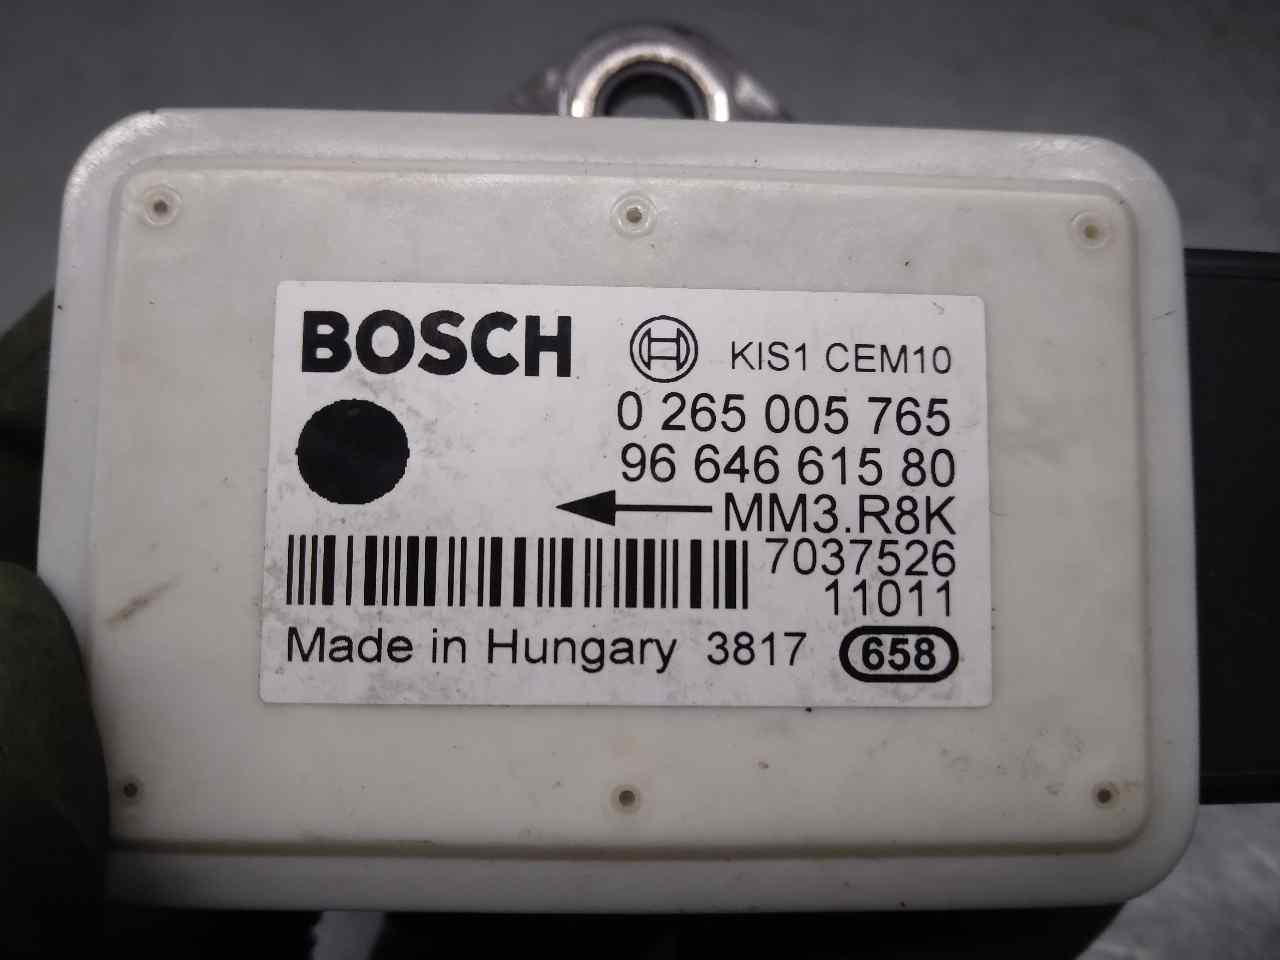 BOSCH KIS1 CEM10
0 265 005 765
96 646 615 80
MM3.R8K
7037526
11011
Made in Hungary 3817 658